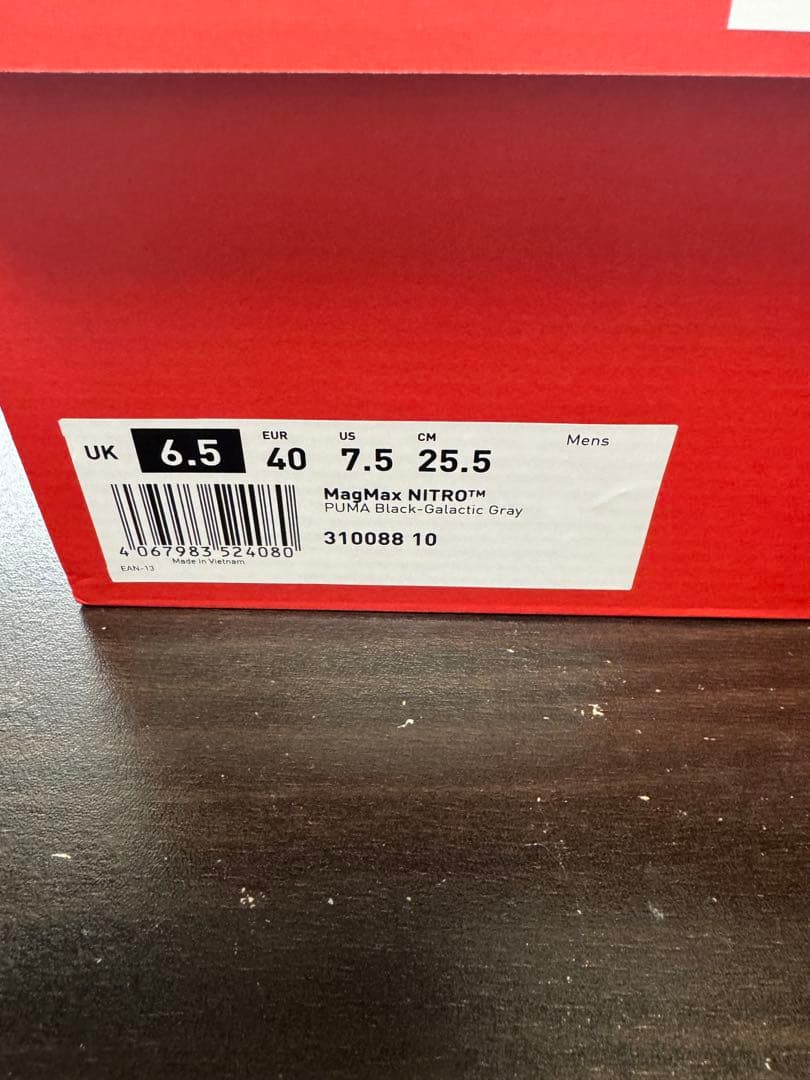 UK 6.5 EUR 40 US 7.5 CM 25.5 Mens
MagMax NITRO™
PUMA Black-Galactic Gray
310088 10
4 067983 524080
EAN-13 Made in Vietnam